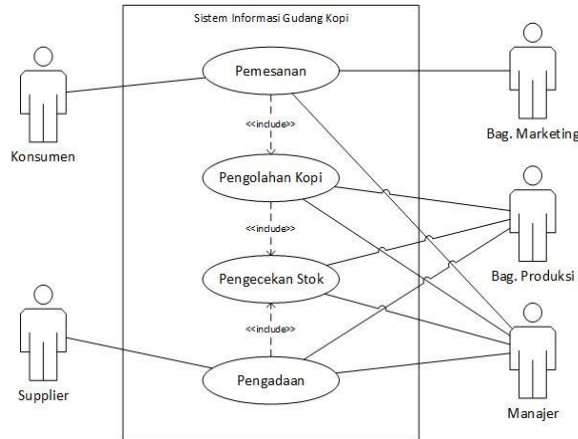 Sistem Informasi Gudang Kopi
Pemesanan
Konsumen
Bag. Marketing
<<include>>
Pengolahan Kopi
<<include>>
Bag. Produksi
Pengecekan Stok
<<include>>
Pengadaan
Supplier
Manajer